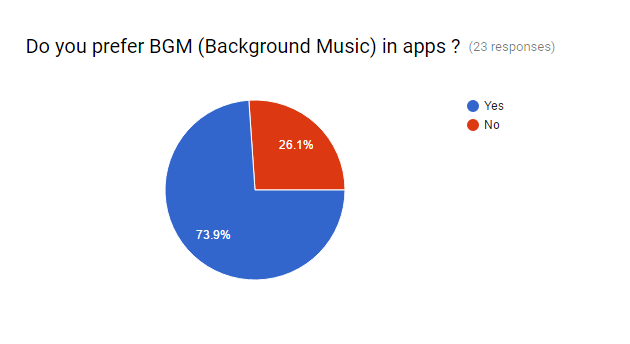 Do you prefer BGM (Background Music) in apps ? (23 responses)
Yes
No
26.1%
73.9%